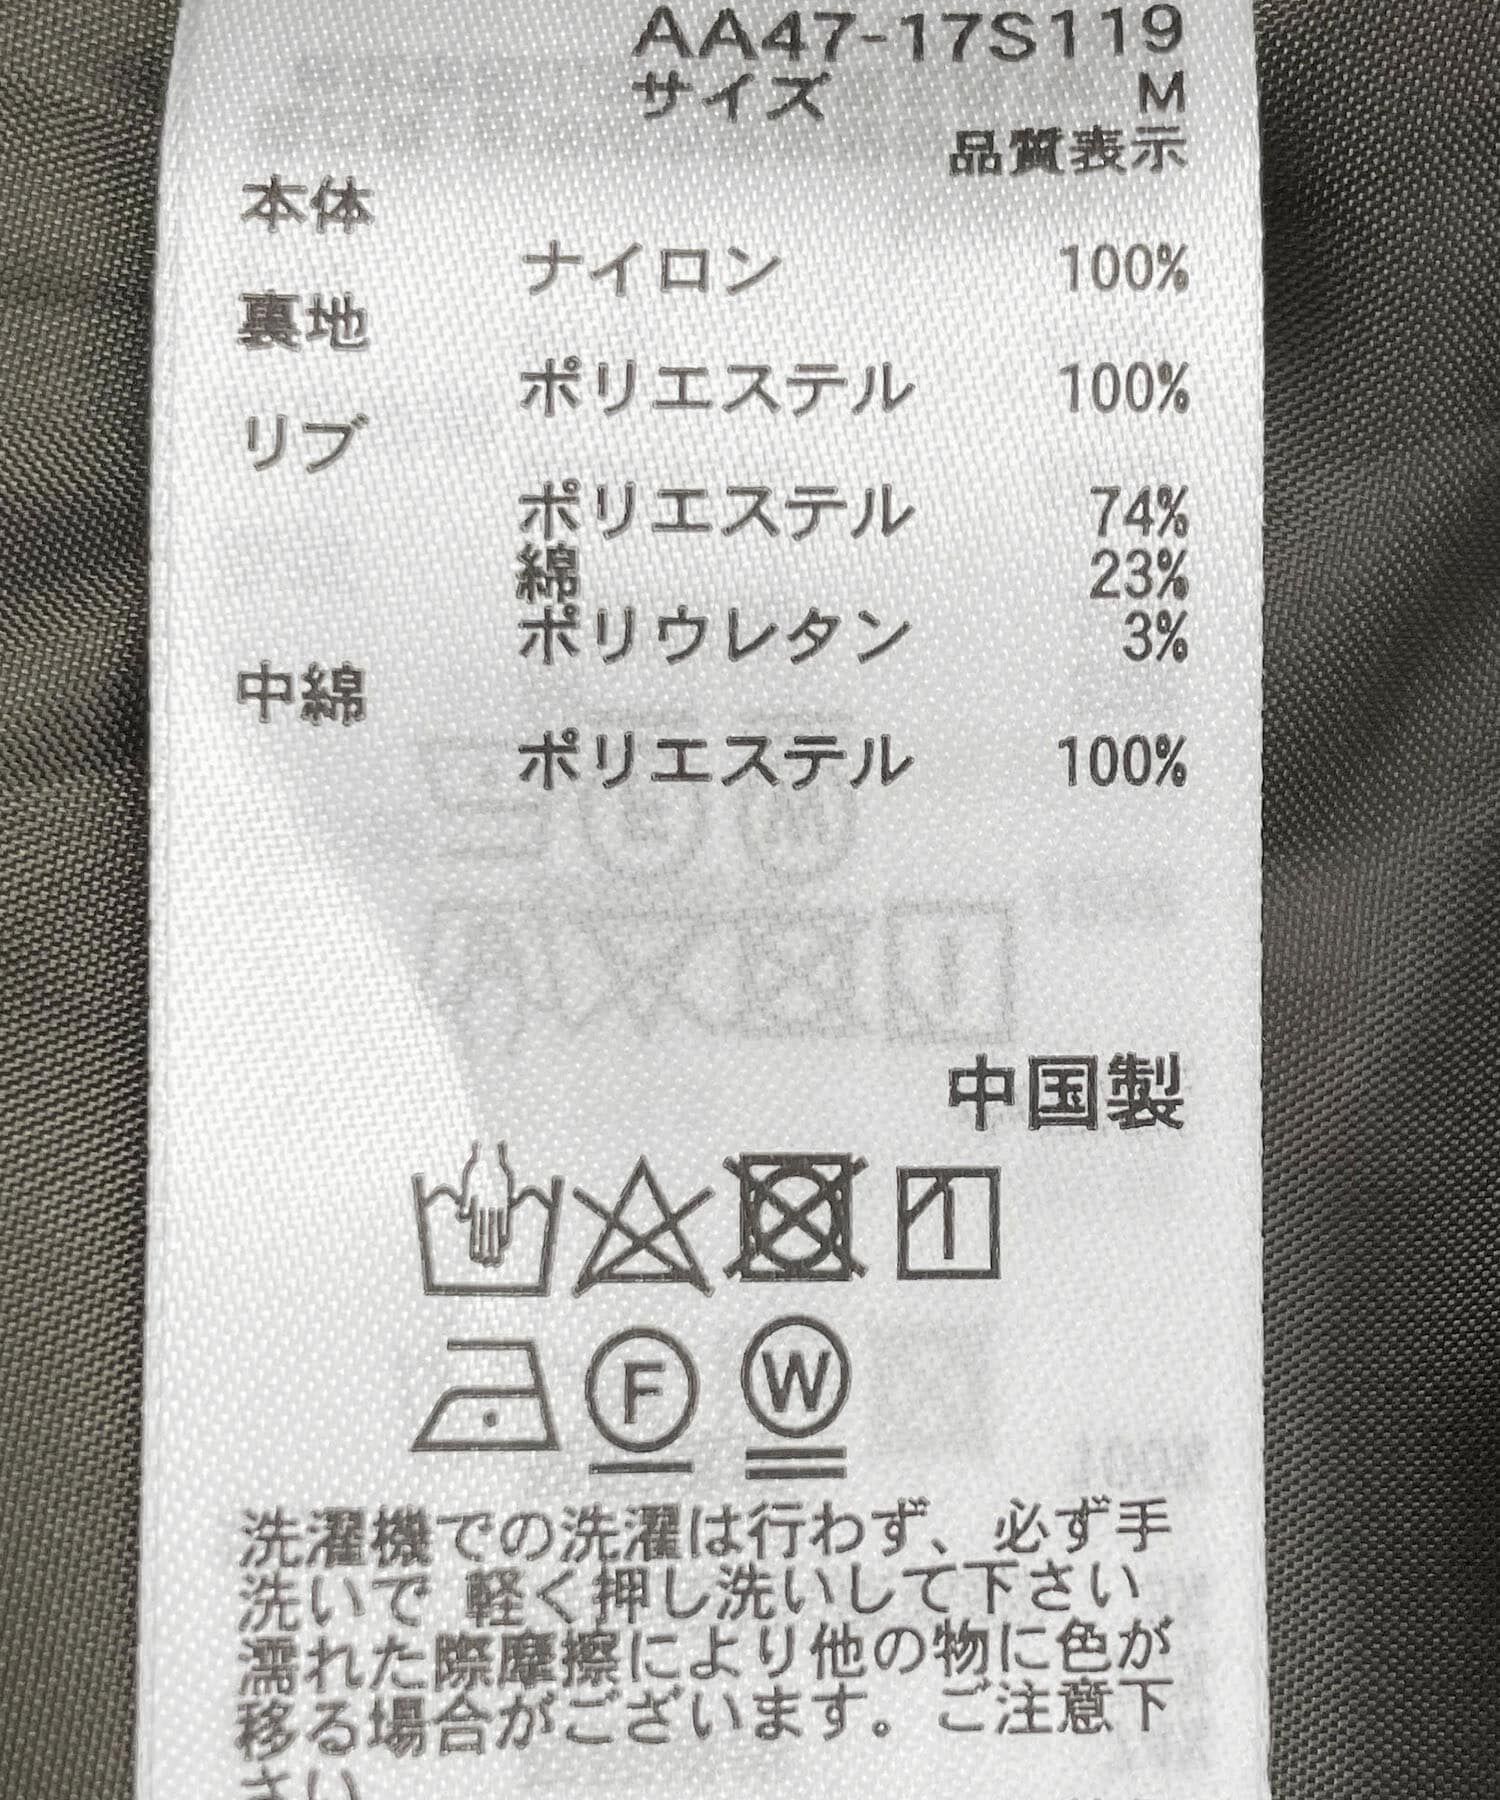 AA47-17S119
サイズ M
品質表示
本体
ナイロン 100%
裏地
ポリエステル 100%
リブ
ポリエステル 74%
綿 23%
ポリウレタン 3%
中綿
ポリエステル 100%
中国製
F W
洗濯機での洗濯は行わず、必ず手
洗いで 軽く押し洗いして下さい
濡れた際摩擦により他の物に色が
移る場合がございます。ご注意下
さい